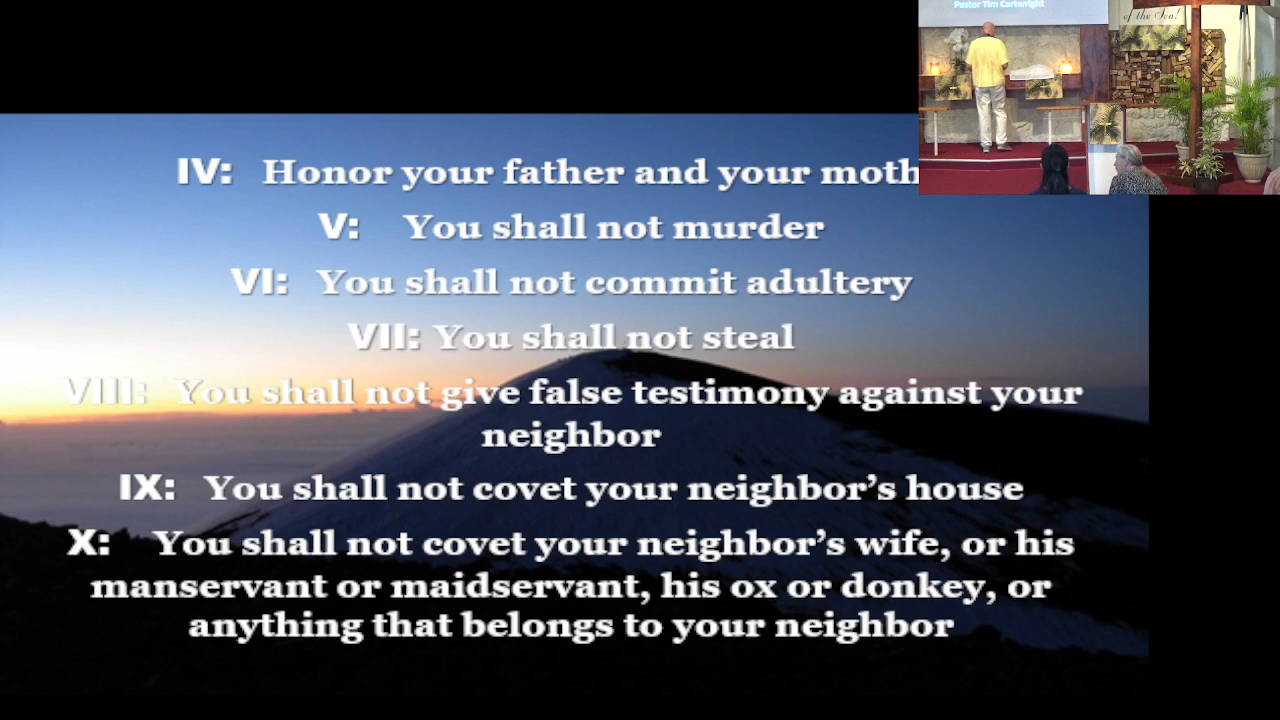 Pastor Tim Cartwright
of the Sea!
IV: Honor your father and your moth
V: You shall not murder
VI: You shall not commit adultery
VII: You shall not steal
VIII: You shall not give false testimony against your
neighbor
IX: You shall not covet your neighbor’s house
X: You shall not covet your neighbor’s wife, or his
manservant or maidservant, his ox or donkey, or
anything that belongs to your neighbor